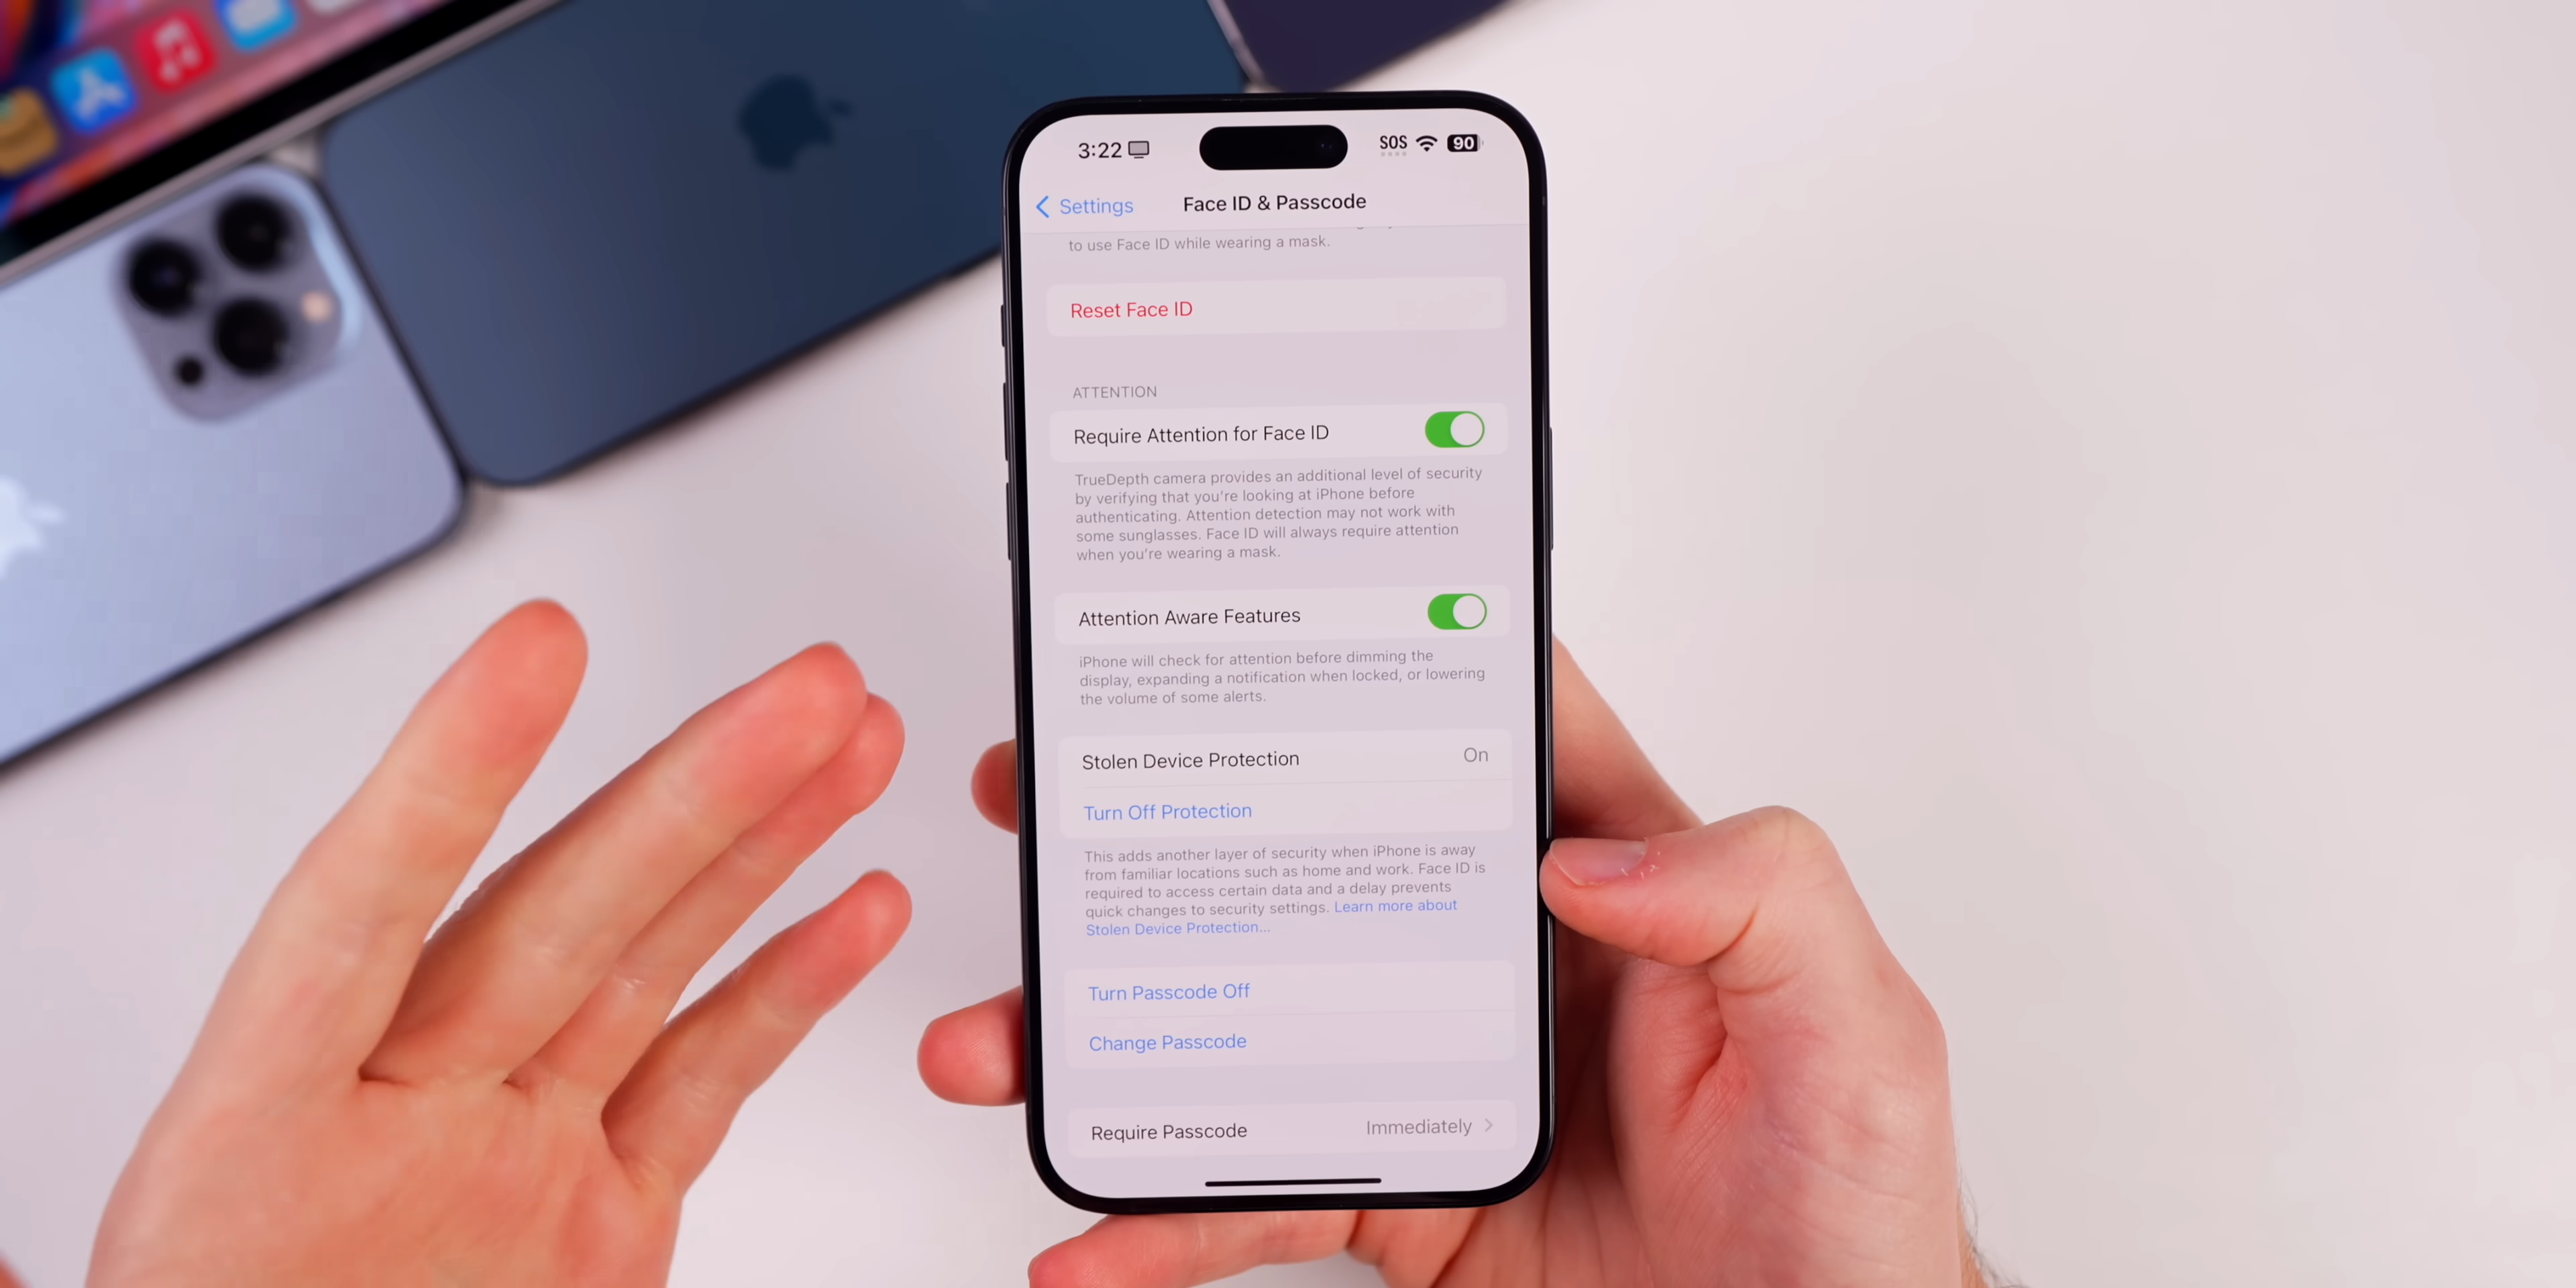 3:22
SOS
90
Settings
Face ID & Passcode
to use Face ID while wearing a mask.
Reset Face ID
ATTENTION
Require Attention for Face ID
TrueDepth camera provides an additional level of security
by verifying that you're looking at iPhone before
authenticating. Attention detection may not work with
some sunglasses. Face ID will always require attention
when you're wearing a mask.
Attention Aware Features
iPhone will check for attention before dimming the
display, expanding a notification when locked, or lowering
the volume of some alerts.
Stolen Device Protection On
Turn Off Protection
This adds another layer of security when iPhone is away
from familiar locations such as home and work. Face ID is
required to access certain data and a delay prevents
quick changes to security settings. Learn more about
Stolen Device Protection...
Turn Passcode Off
Change Passcode
Require Passcode Immediately